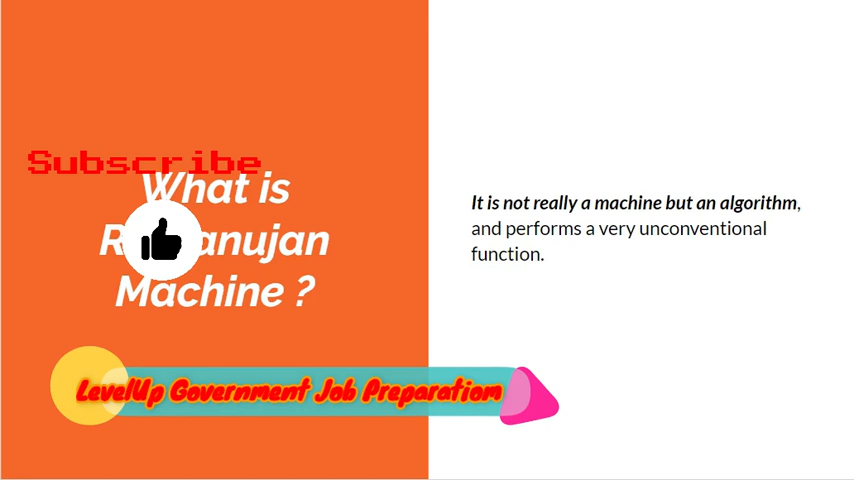 Subscribe
What is
anujan
Machine ?
It is not really a machine but an algorithm,
and performs a very unconventional
function.
LevelUp Government Job Preparation